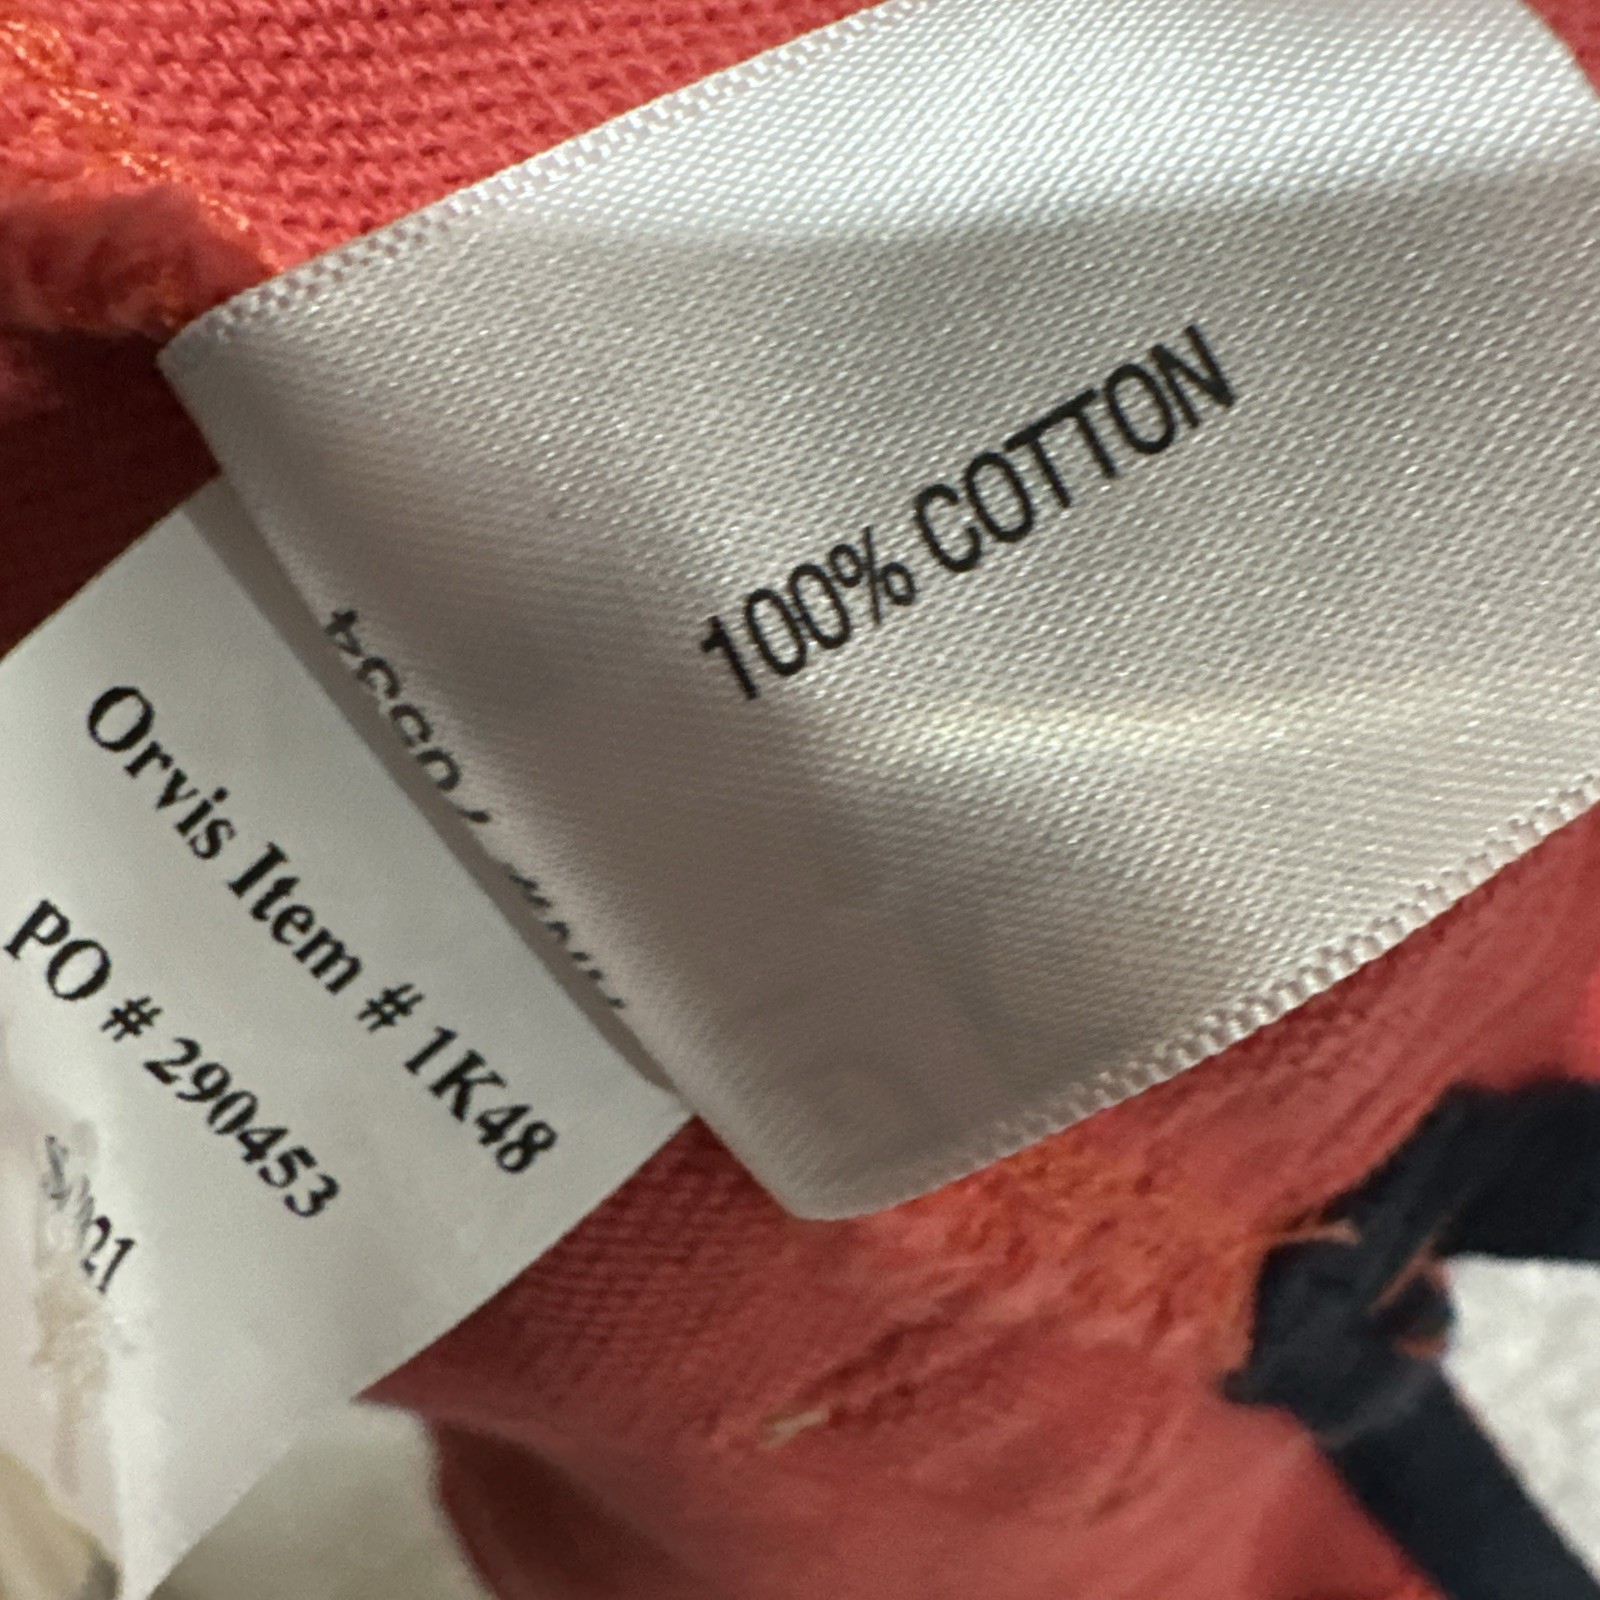 100% COTTON
Orvis Item # 1K48
PO # 290453